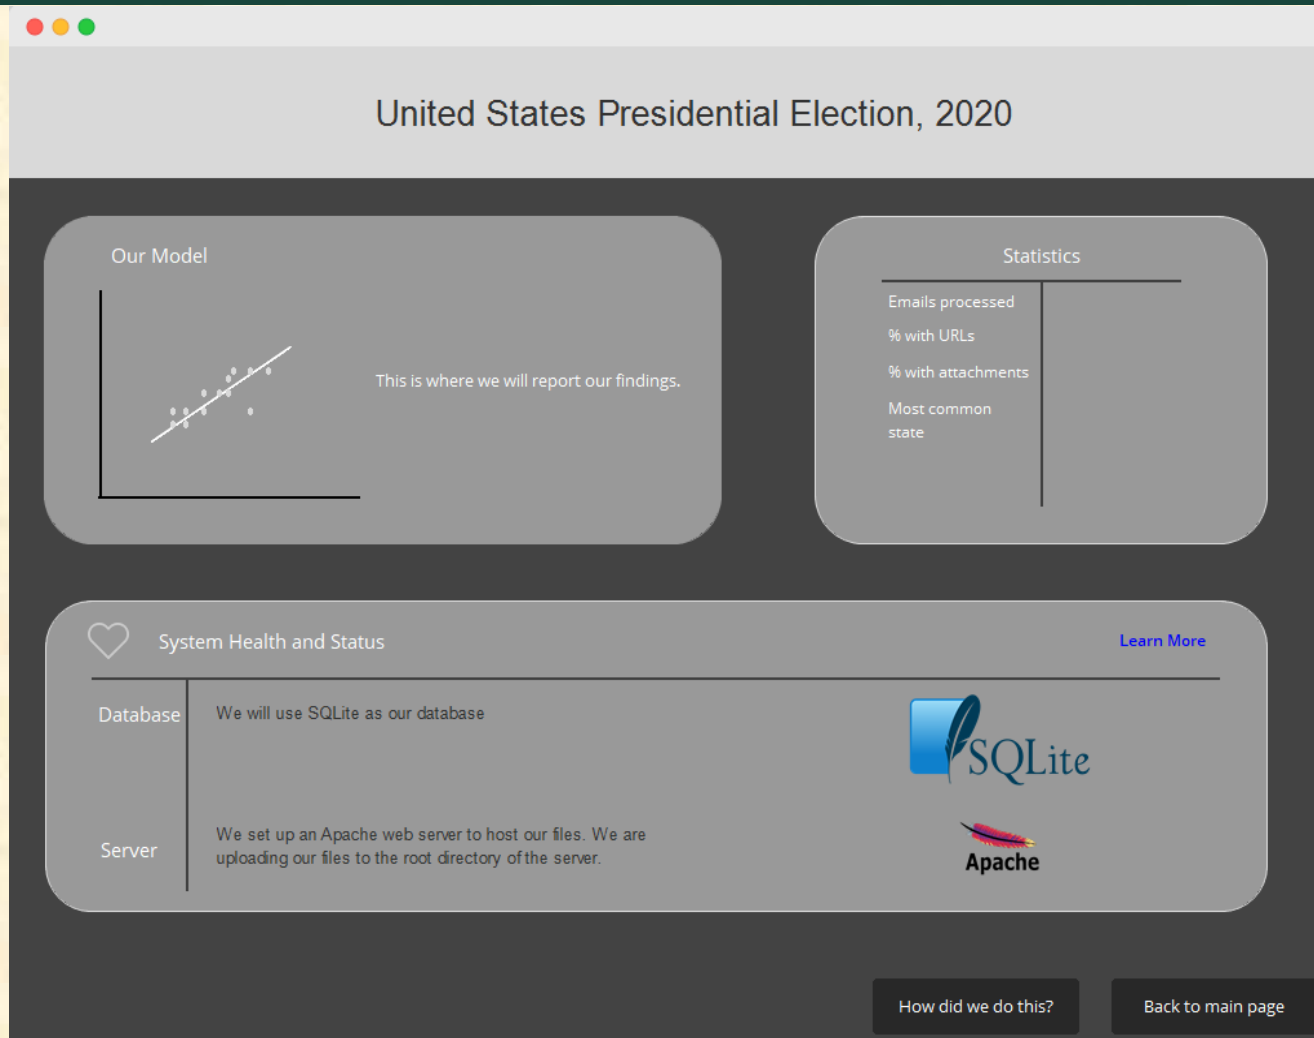 United States Presidential Election, 2020
Our Model
This is where we will report our findings.
Statistics
Emails processed
% with URLs
% with attachments
Most common
state
System Health and Status
Learn More
Database
We will use SQLite as our database
SQLite
Server
We set up an Apache web server to host our files. We are
uploading our files to the root directory of the server.
Apache
How did we do this?
Back to main page